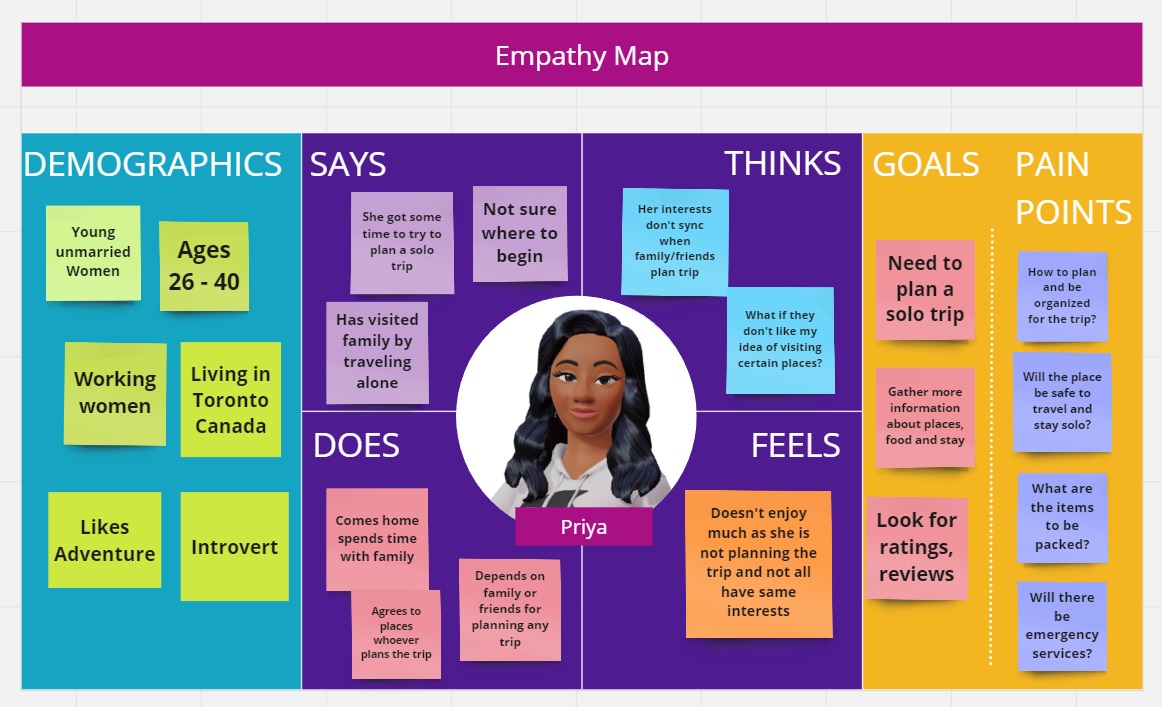 Empathy Map
DEMOGRAPHICS
Young
unmarried
Women
Ages
26 - 40
Working
women
Living in
Toronto
Canada
Likes
Adventure
Introvert
SAYS
She got some
time to try to
plan a solo
trip
Not sure
where to
begin
Has visited
family by
traveling
alone
THINKS
Her interests
don't sync
when
family/friends
plan trip
What if they
don't like my
idea of visiting
certain places?
DOES
Comes home
spends time
with family
Agrees to
places
whoever
plans the trip
Depends on
family or
friends for
planning any
trip
Priya
FEELS
Doesn't enjoy
much as she is
not planning the
trip and not all
have same
interests
GOALS
Need to
plan a
solo trip
Gather more
information
about places,
food and stay
Look for
ratings,
reviews
PAIN
POINTS
How to plan
and be
organized
for the trip?
Will the place
be safe to
travel and
stay solo?
What are
the items
to be
packed?
Will there
be
emergency
services?